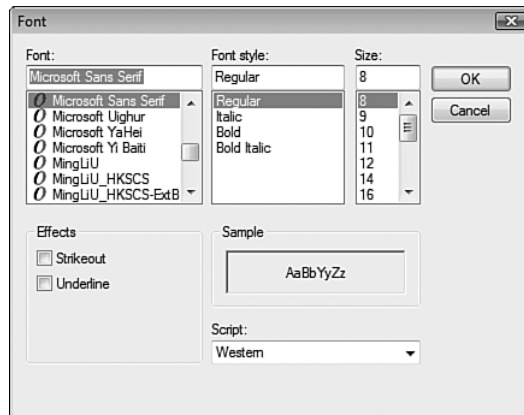 Font
Font:
Microsoft Sans Serif
Microsoft Sans Serif
Microsoft Uighur
Microsoft YaHei
Microsoft Yi Baiti
MingLiU
MingLiU_HKSCS
MingLiU_HKSCS-ExtB
Font style:
Regular
Regular
Italic
Bold
Bold Italic
Size:
8
8
9
10
11
12
14
16
OK
Cancel
Effects
Strikeout
Underline
Sample
AaBbYyZz
Script:
Western